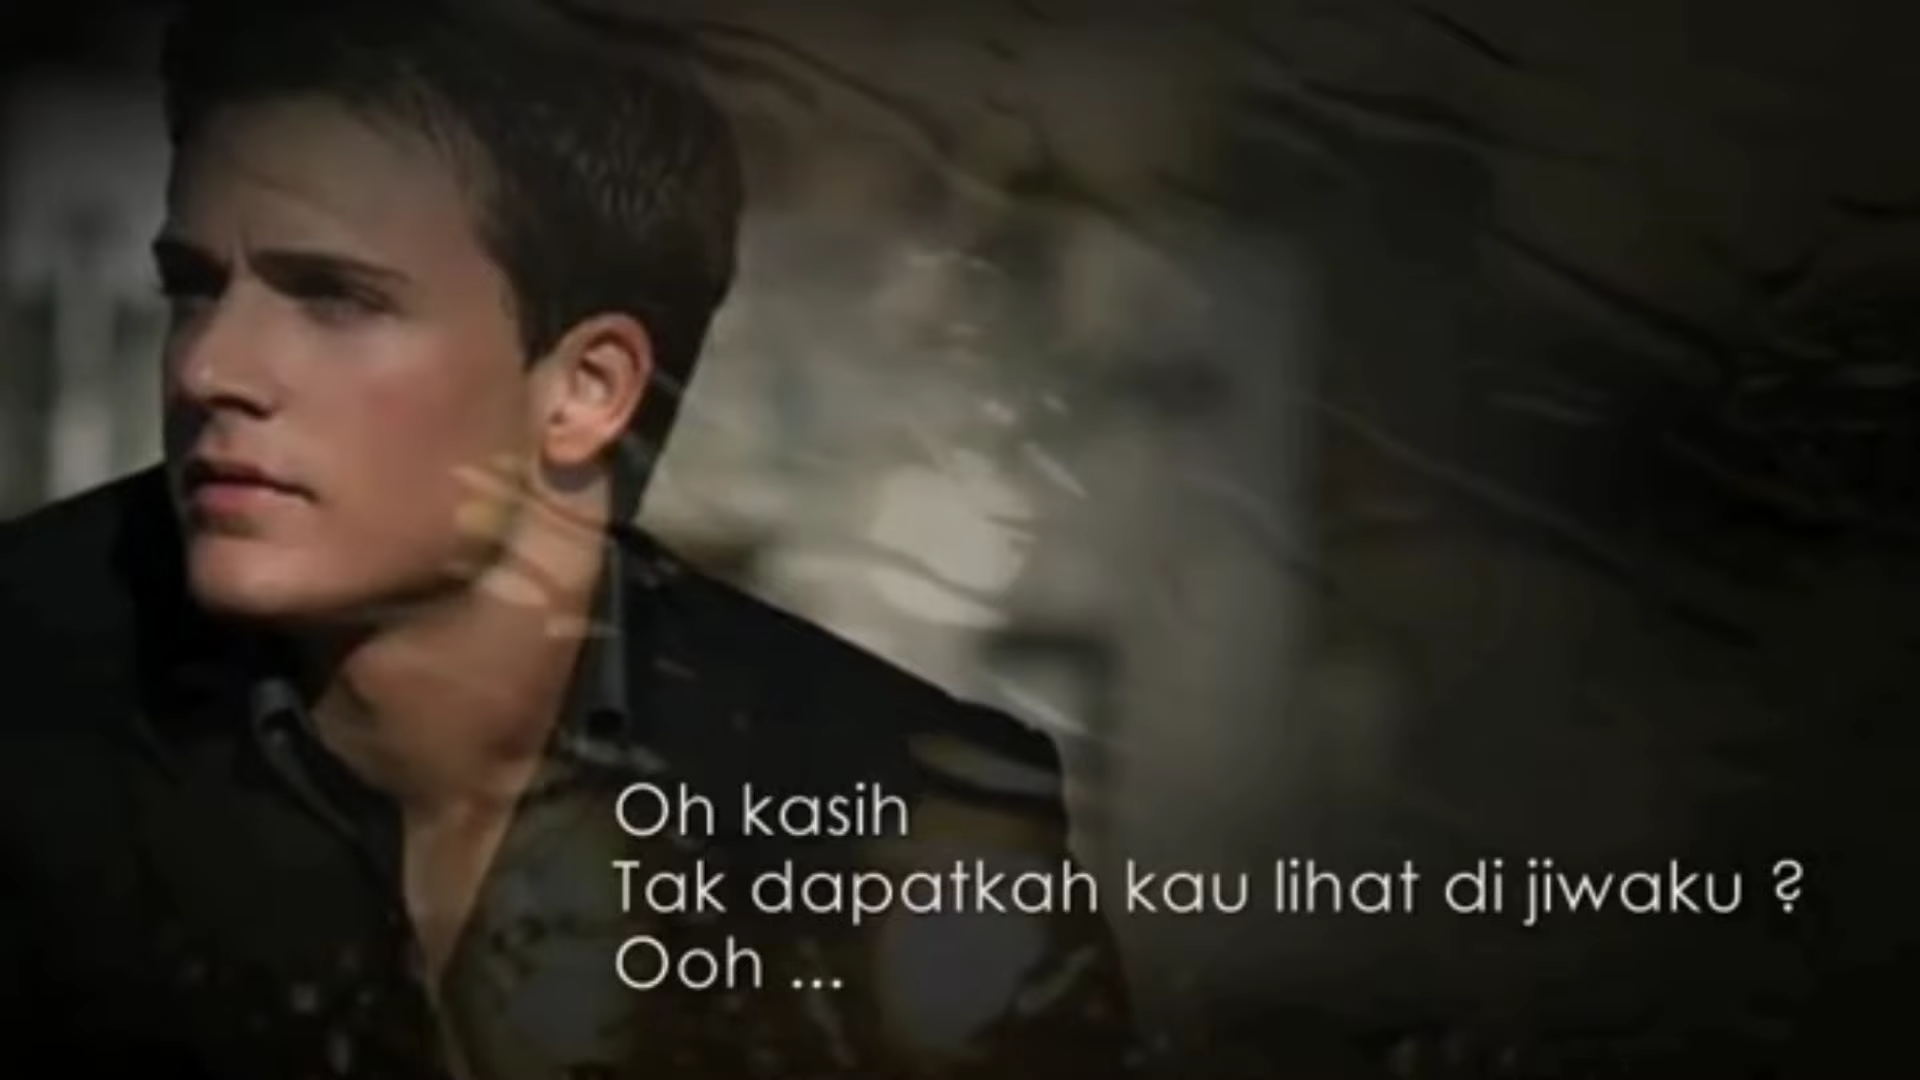 Oh kasih
Tak dapatkah kau lihat di jiwaku ?
Ooh ...